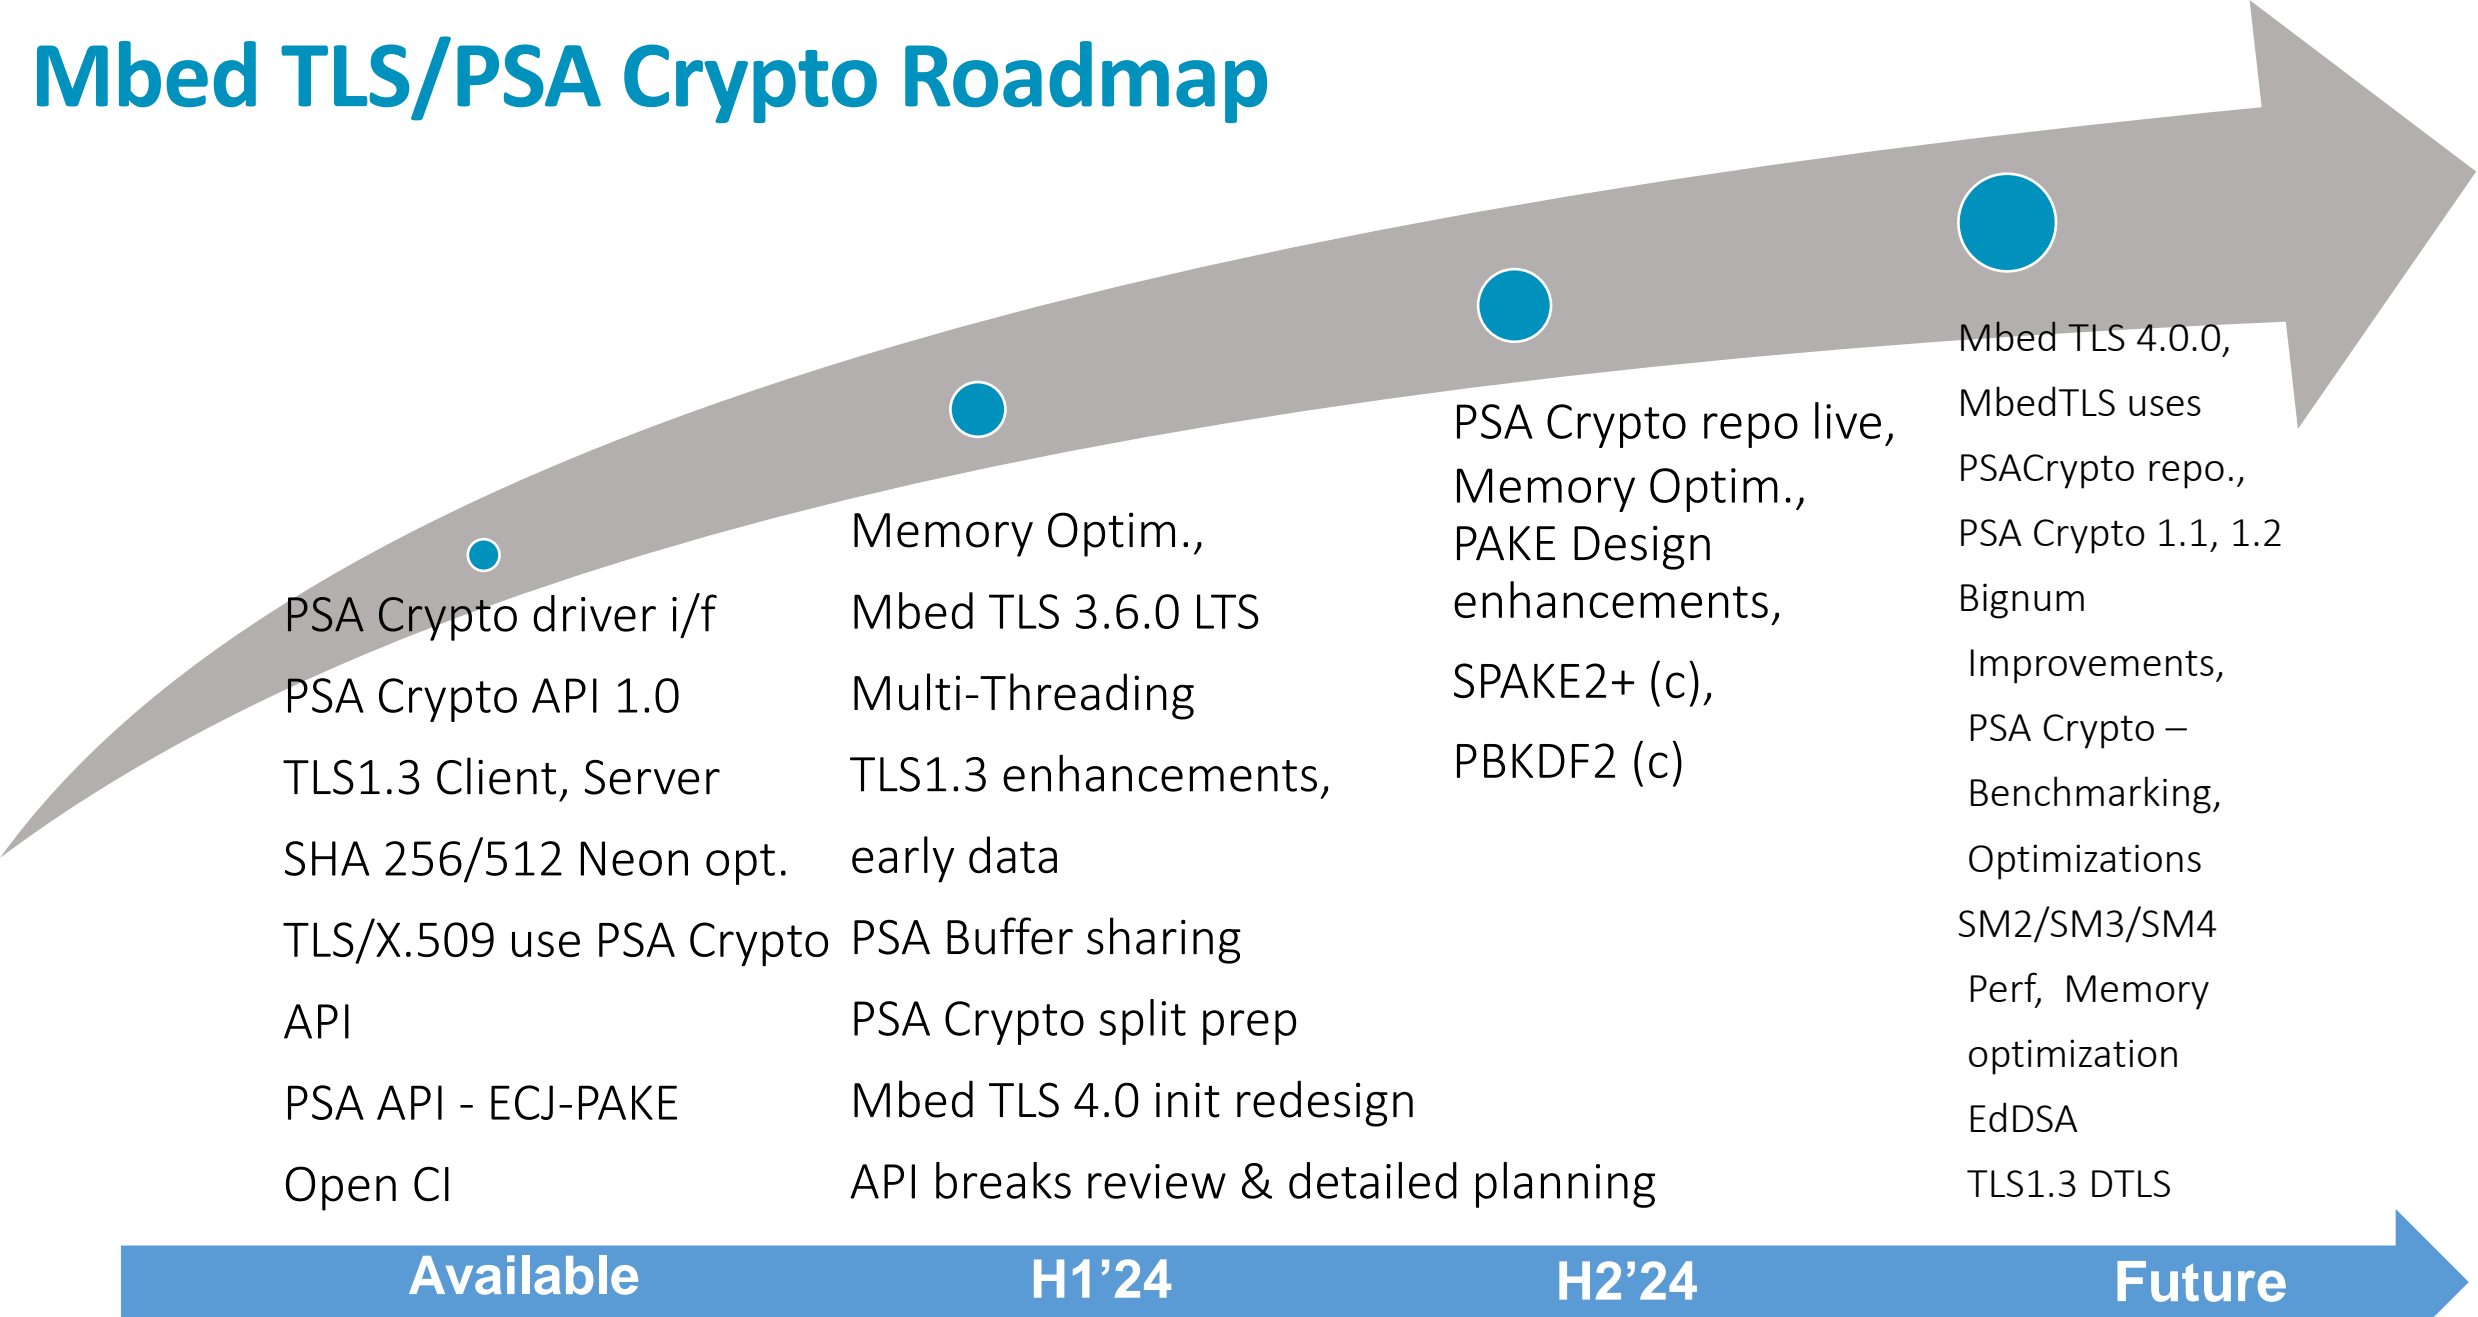 Mbed TLS/PSA Crypto Roadmap
PSA Crypto driver i/f
PSA Crypto API 1.0
TLS1.3 Client, Server
SHA 256/512 Neon opt.
TLS/X.509 use PSA Crypto
API
PSA API - ECJ-PAKE
Open CI
Memory Optim.,
Mbed TLS 3.6.0 LTS
Multi-Threading
TLS1.3 enhancements,
early data
PSA Buffer sharing
PSA Crypto split prep
Mbed TLS 4.0 init redesign
API breaks review & detailed planning
PSA Crypto repo live,
Memory Optim.,
PAKE Design
enhancements,
SPAKE2+ (c),
PBKDF2 (c)
Mbed TLS 4.0.0,
MbedTLS uses
PSACrypto repo.,
PSA Crypto 1.1, 1.2
Bignum
Improvements,
PSA Crypto –
Benchmarking,
Optimizations
SM2/SM3/SM4
Perf, Memory
optimization
EdDSA
TLS1.3 DTLS
Available
H1’24
H2’24
Future